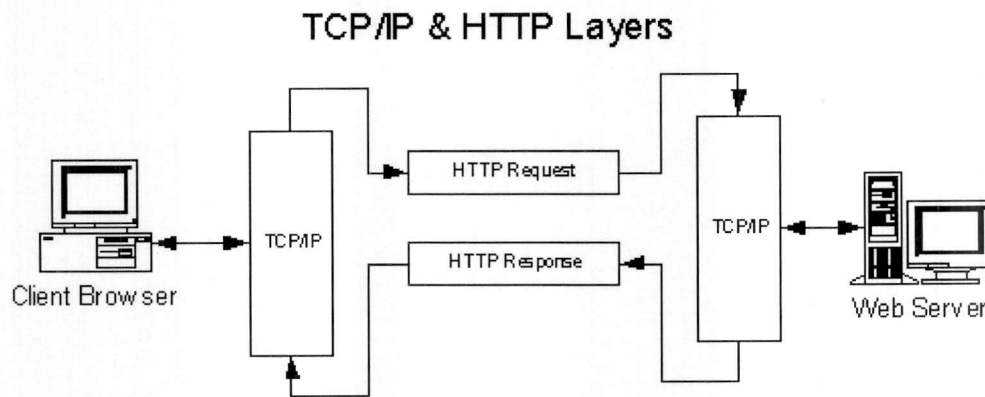 TCP/IP & HTTP Layers
HTTP Request
TCP/IP
TCP/IP
HTTP Response
Client Browser
Web Server